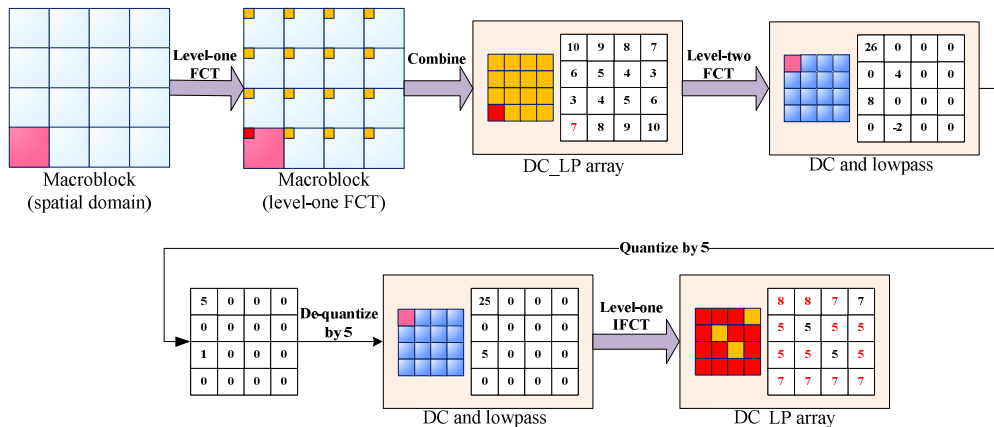 Level-one
FCT
Combine
Level-two
FCT
10 9 8 7
6 5 4 3
3 4 5 6
7 8 9 10
26 0 0 0
0 4 0 0
8 0 0 0
0 -2 0 0
Macroblock
(spatial domain)
Macroblock
(level-one FCT)
DC_LP array
DC and lowpass
Quantize by 5
5 0 0 0
0 0 0 0
1 0 0 0
0 0 0 0
De-quantize
by 5
25 0 0 0
0 0 0 0
5 0 0 0
0 0 0 0
Level-one
IFCT
8 8 7 7
5 5 5 5
5 5 5 5
7 7 7 7
DC and lowpass
DC_LP array